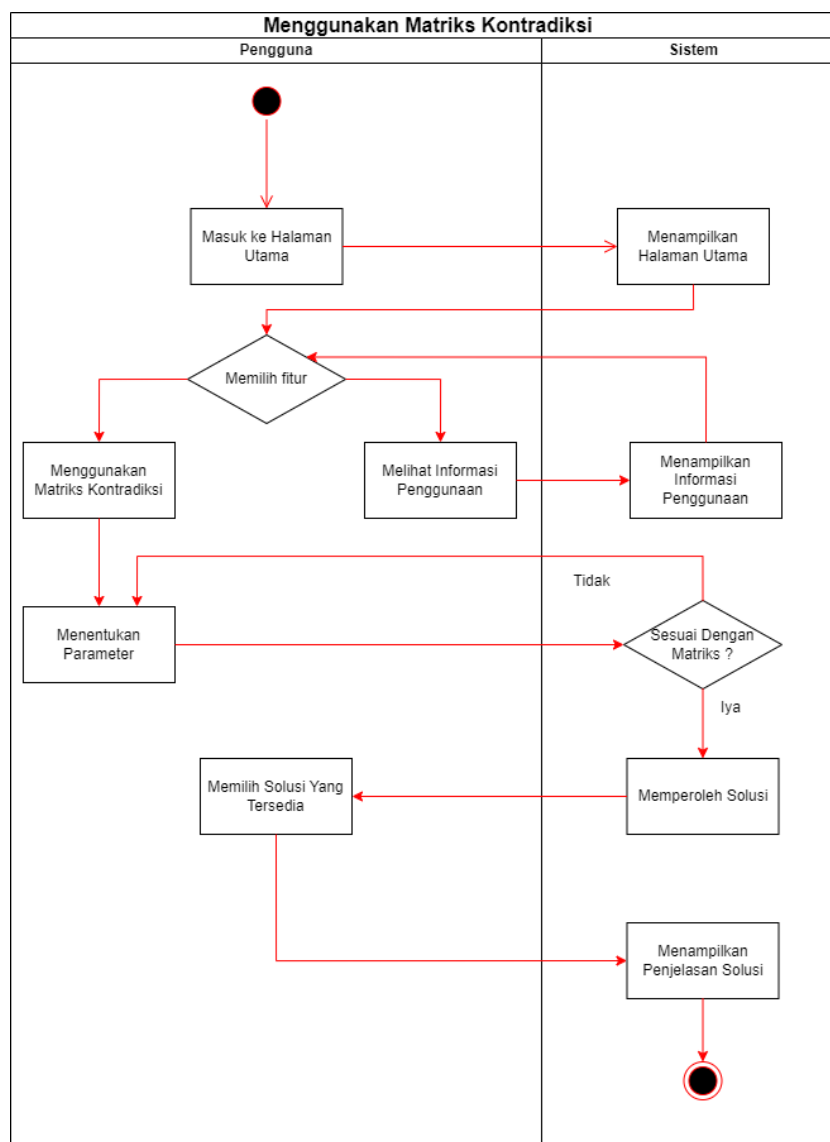 Menggunakan Matriks Kontradiksi
Pengguna
Sistem
Masuk ke Halaman
Utama
Menampilkan
Halaman Utama
Memilih fitur
Menggunakan
Matriks Kontradiksi
Melihat Informasi
Penggunaan
Menampilkan
Informasi
Penggunaan
Tidak
Menentukan
Parameter
Sesuai Dengan
Matriks ?
Iya
Memilih Solusi Yang
Tersedia
Memperoleh Solusi
Menampilkan
Penjelasan Solusi